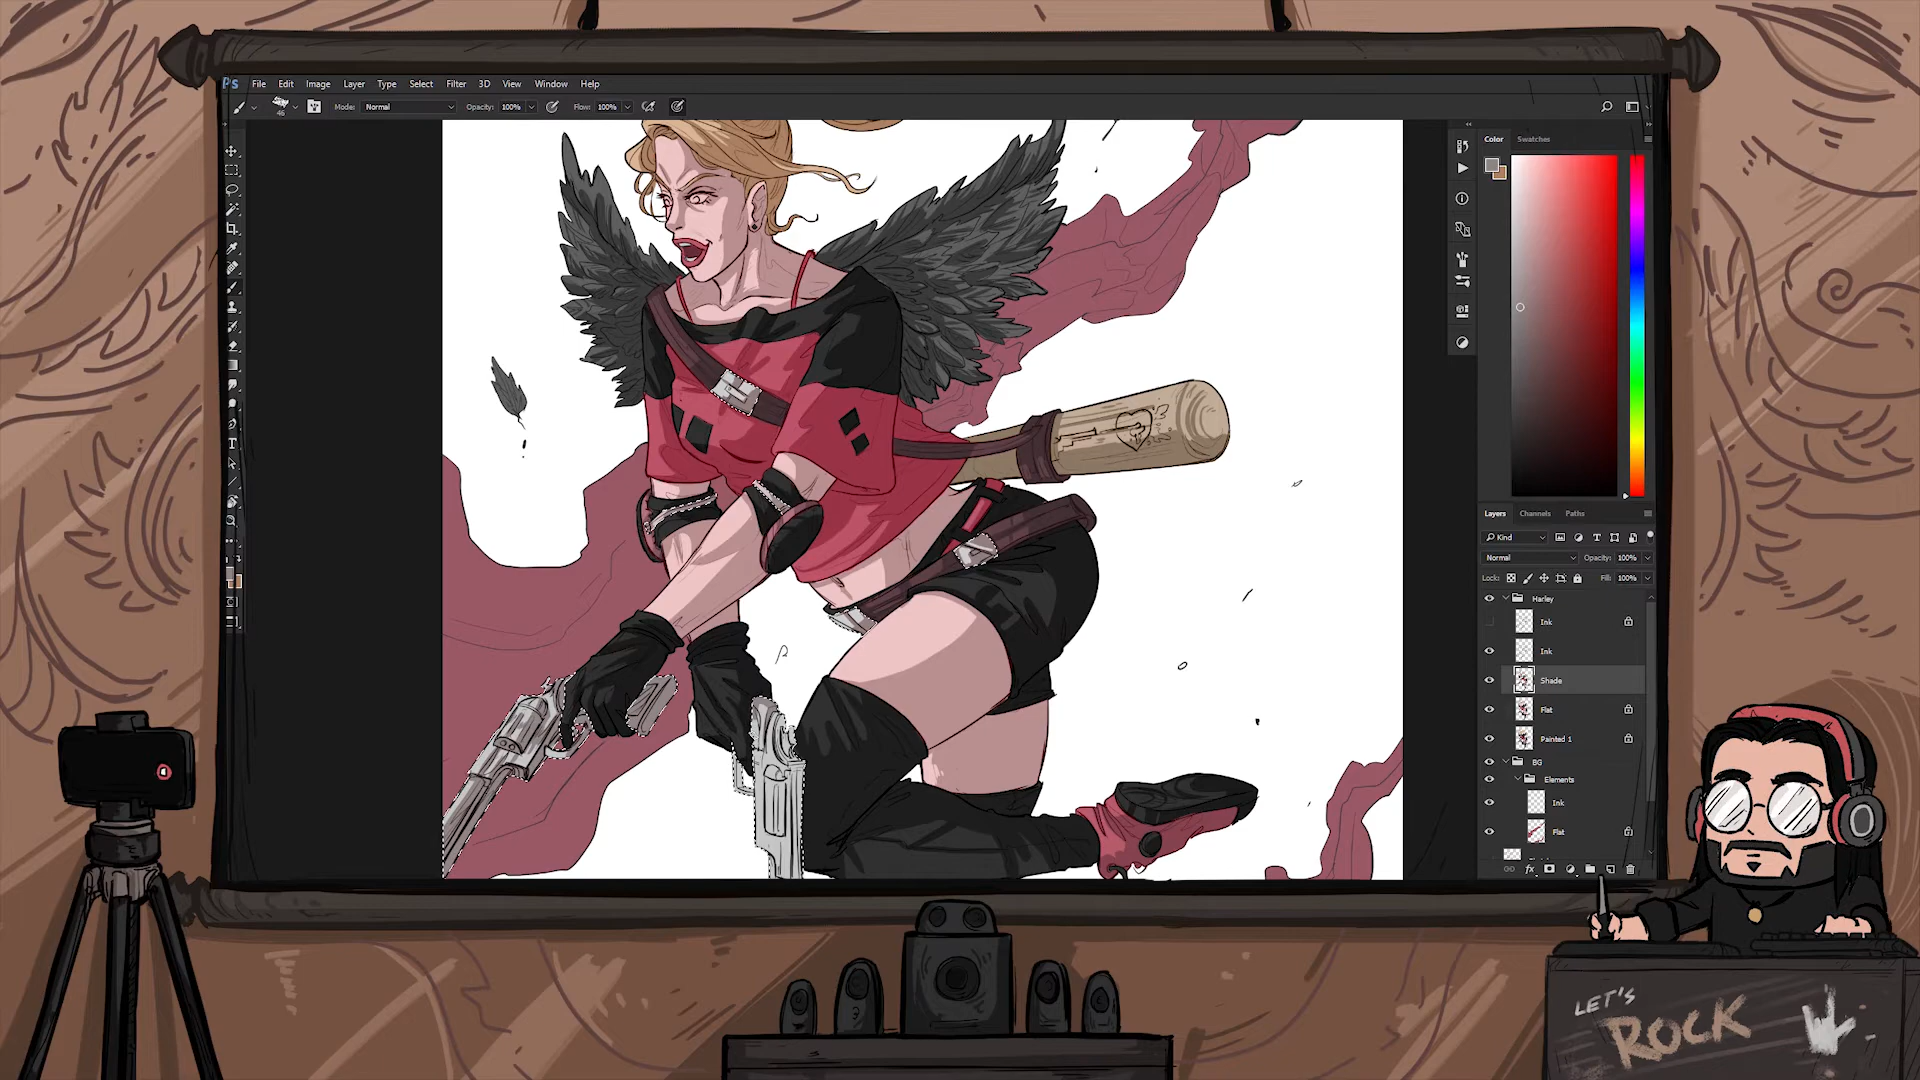 Ps File Edit Image Layer Type Select Filter 3D View Window Help
46 Mode: Normal Opacity: 100% Flow: 100%
Color Swatches
Layers Channels Paths
Kind
Normal Opacity: 100%
Lock: Fill: 100%
Harley
Ink
Ink
Shade
Flat
Painted 1
BG
Elements
Ink
Flat
LET'S
ROCK